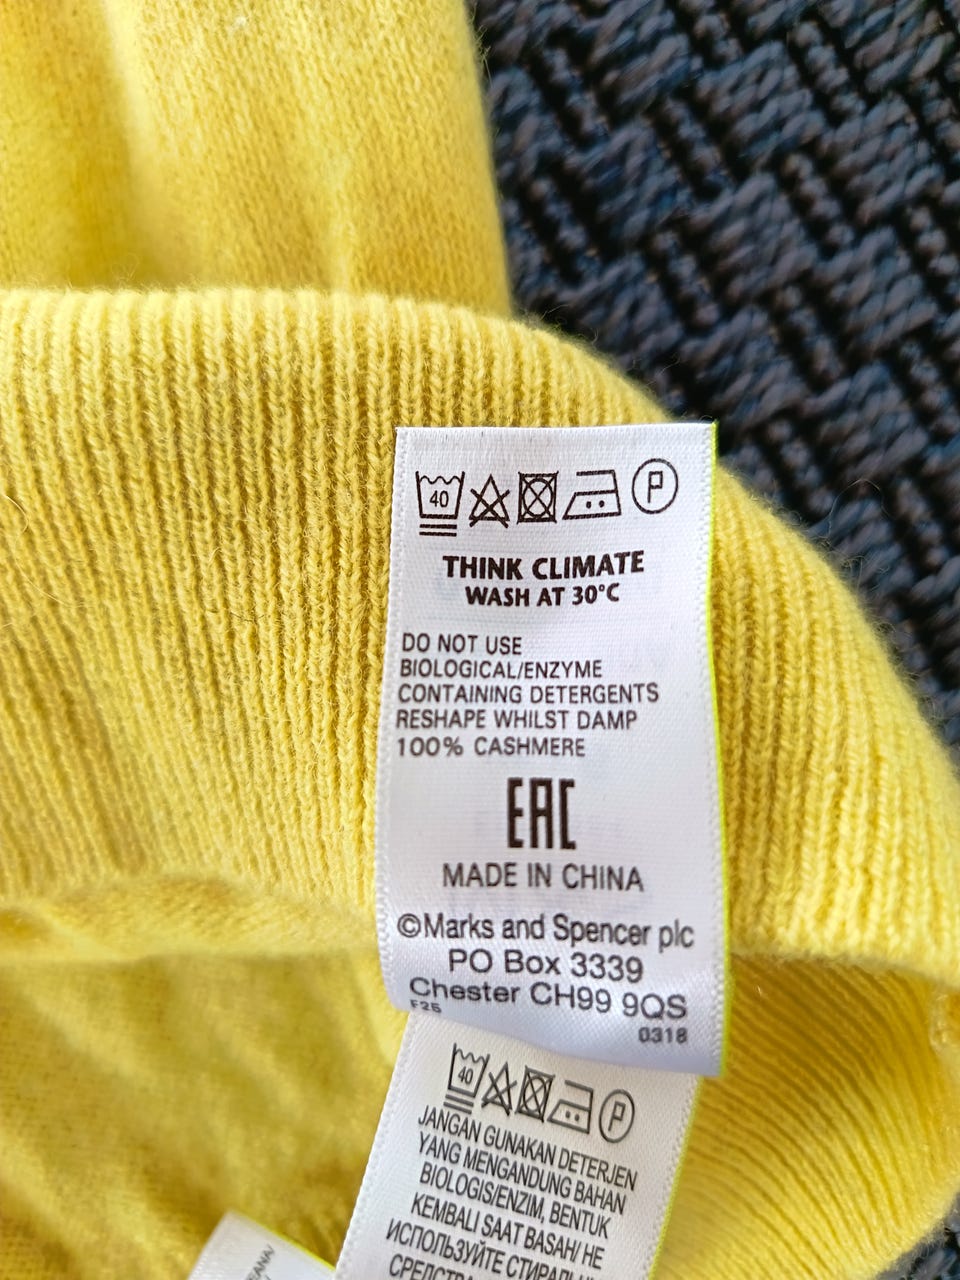 40
P
THINK CLIMATE
WASH AT 30°C
DO NOT USE
BIOLOGICAL/ENZYME
CONTAINING DETERGENTS
RESHAPE WHILST DAMP
100% CASHMERE
EAC
MADE IN CHINA
©Marks and Spencer plc
PO Box 3339
Chester CH99 9QS
F25
0318
40
P
JANGAN GUNAKAN DETERJEN
YANG MENGANDUNG BAHAN
BIOLOGIS/ENZIM, BENTUK
KEMBALI SAAT BASAH/ НЕ
ИСПОЛЬЗУЙТЕ